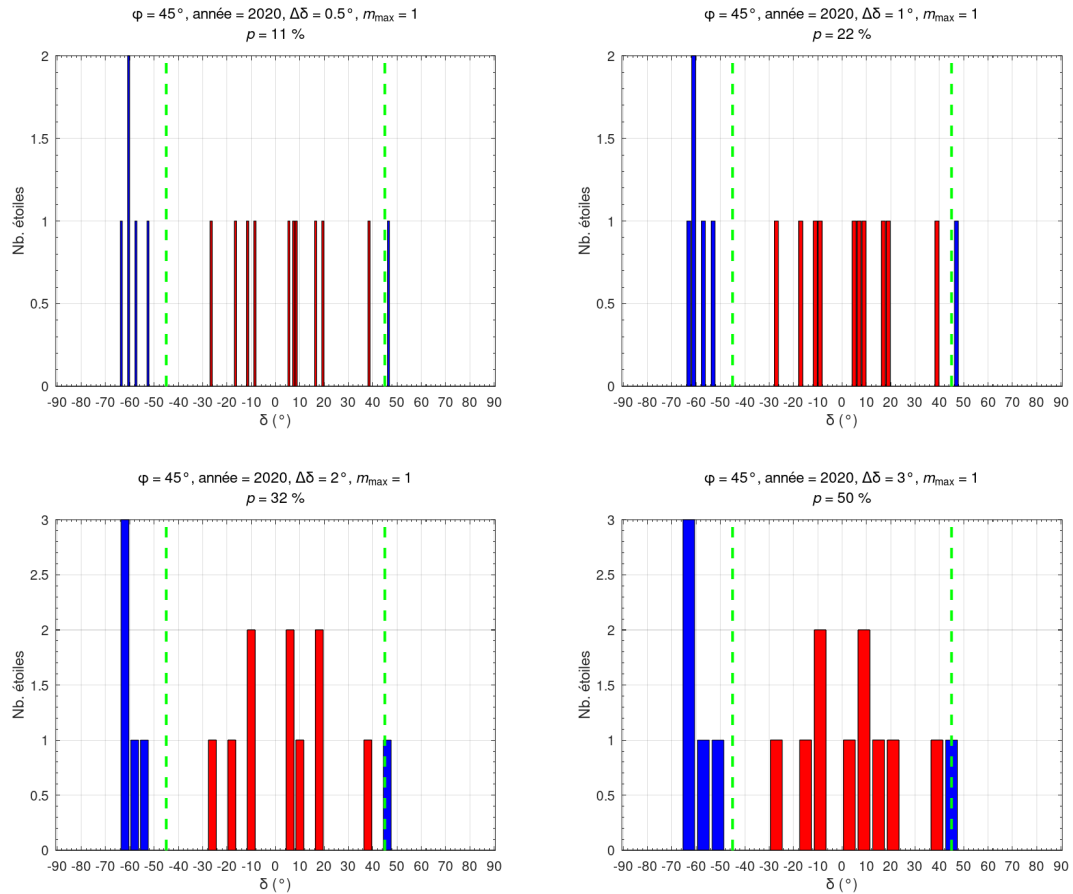 φ = 45°, année = 2020, Δδ = 0.5°, mmax = 1
p = 11 %
2
1.5
1
0.5
0
Nb. étoiles
-90 -80 -70 -60 -50 -40 -30 -20 -10 0 10 20 30 40 50 60 70 80 90
δ (°)
φ = 45°, année = 2020, Δδ = 1°, mmax = 1
p = 22 %
2
1.5
1
0.5
0
Nb. étoiles
-90 -80 -70 -60 -50 -40 -30 -20 -10 0 10 20 30 40 50 60 70 80 90
δ (°)
φ = 45°, année = 2020, Δδ = 2°, mmax = 1
p = 32 %
3
2.5
2
1.5
1
0.5
0
Nb. étoiles
-90 -80 -70 -60 -50 -40 -30 -20 -10 0 10 20 30 40 50 60 70 80 90
δ (°)
φ = 45°, année = 2020, Δδ = 3°, mmax = 1
p = 50 %
3
2.5
2
1.5
1
0.5
0
Nb. étoiles
-90 -80 -70 -60 -50 -40 -30 -20 -10 0 10 20 30 40 50 60 70 80 90
δ (°)